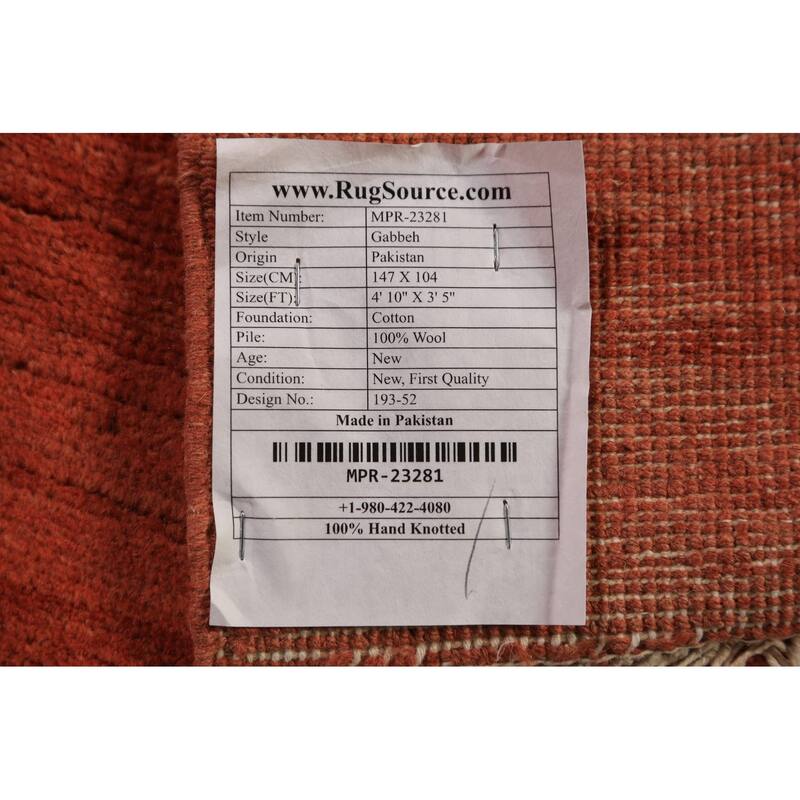 www.RugSource.com
Item Number: MPR-23281
Style Gabbeh
Origin Pakistan
Size(CM): 147 X 104
Size(FT): 4' 10" X 3' 5"
Foundation: Cotton
Pile: 100% Wool
Age: New
Condition: New, First Quality
Design No.: 193-52
Made in Pakistan
MPR-23281
+1-980-422-4080
100% Hand Knotted